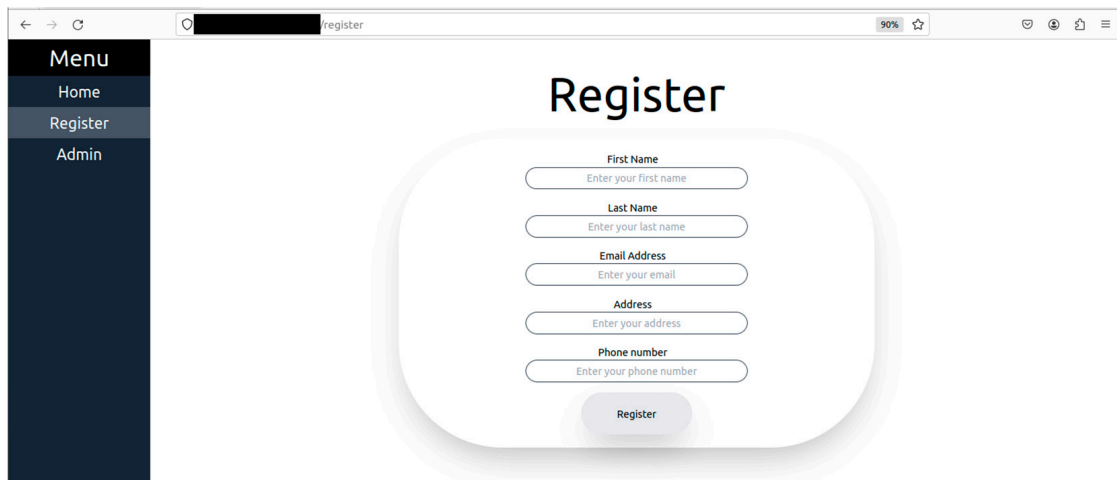 /register
90%
Menu
Home
Register
Admin
Register
First Name
Enter your first name
Last Name
Enter your last name
Email Address
Enter your email
Address
Enter your address
Phone number
Enter your phone number
Register